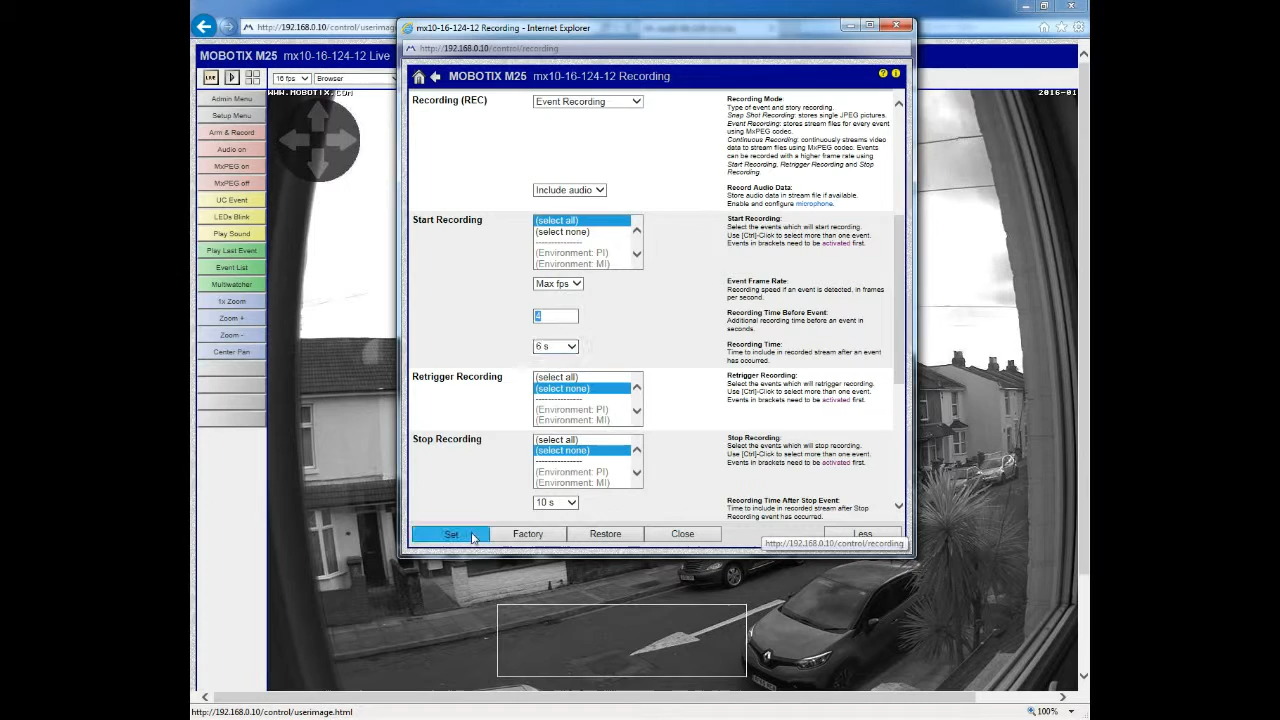 mx10-16-124-12 Recording - Internet Explorer
http://192.168.0.10/control/userima
http://192.168.0.10/control/recording
MOBOTIX M25 mx10-16-124-12 Live
MOBOTIX M25 mx10-16-124-12 Recording
16 fps
Browser
WWW.MOBOTIX.COM
2016-01
Admin Menu
Setup Menu
Arm & Record
Audio on
MxPEG on
MxPEG off
UC Event
LEDs Blink
Play Sound
Play Last Event
Event List
Multiwatcher
1x Zoom
Zoom +
Zoom -
Center Pan
Recording (REC)
Event Recording
Recording Mode
Type of event and story recording.
Snap Shot Recording: stores single JPEG pictures.
Event Recording: stores stream files for every event
using MxPEG codec.
Continuous Recording: continuously streams video
data to stream files using MxPEG codec. Events
can be recorded with a higher frame rate using
Start Recording, Retrigger Recording and Stop
Recording
Include audio
Record Audio Data:
Store audio data in stream file if available.
Enable and configure microphone.
Start Recording
(select all)
(select none)
---------------
(Environment: PI)
(Environment: MI)
Start Recording:
Select the events which will start recording.
Use [Ctrl]-Click to select more than one event.
Events in brackets need to be activated first.
Max fps
Event Frame Rate:
Recording speed if an event is detected, in frames
per second.
4
Recording Time Before Event:
Additional recording time before an event in
seconds.
6 s
Recording Time:
Time to include in recorded stream after an event
has occurred.
Retrigger Recording
(select all)
(select none)
---------------
(Environment: PI)
(Environment: MI)
Retrigger Recording:
Select the events which will retrigger recording.
Use [Ctrl]-Click to select more than one event.
Events in brackets need to be activated first.
Stop Recording
(select all)
(select none)
---------------
(Environment: PI)
(Environment: MI)
Stop Recording:
Select the events which will stop recording.
Use [Ctrl]-Click to select more than one event.
Events in brackets need to be activated first.
10 s
Recording Time After Stop Event:
Time to include in recorded stream after Stop
Recording event has occurred.
Set
Factory
Restore
Close
Less
http://192.168.0.10/control/recording
http://192.168.0.10/control/userimage.html
100%